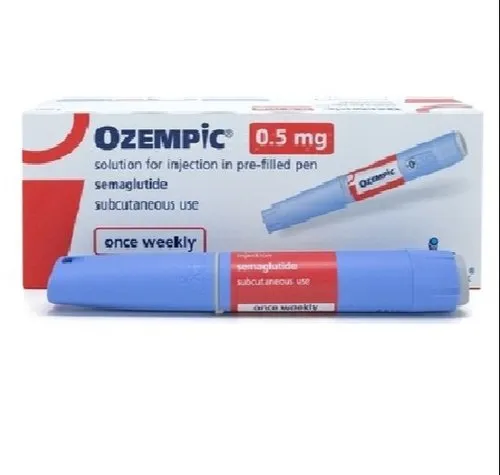 OZEMPIC® 0.5 mg
solution for injection in pre-filled pen
semaglutide
subcutaneous use
once weekly
OZEMPIC®
injection
semaglutide
subcutaneous use
once weekly